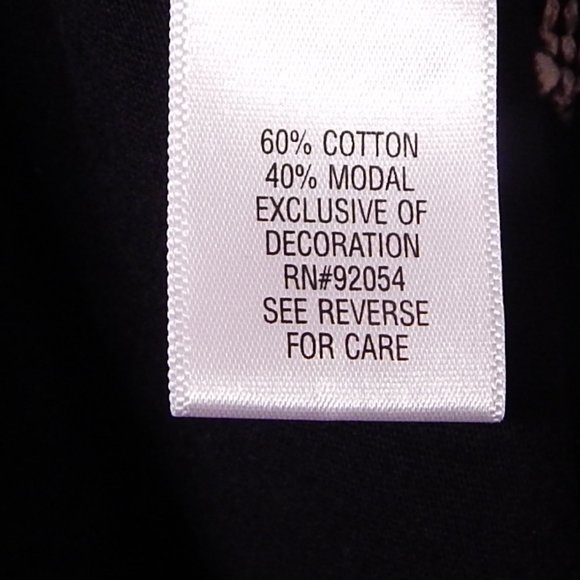 60% COTTON
40% MODAL
EXCLUSIVE OF
DECORATION
RN#92054
SEE REVERSE
FOR CARE